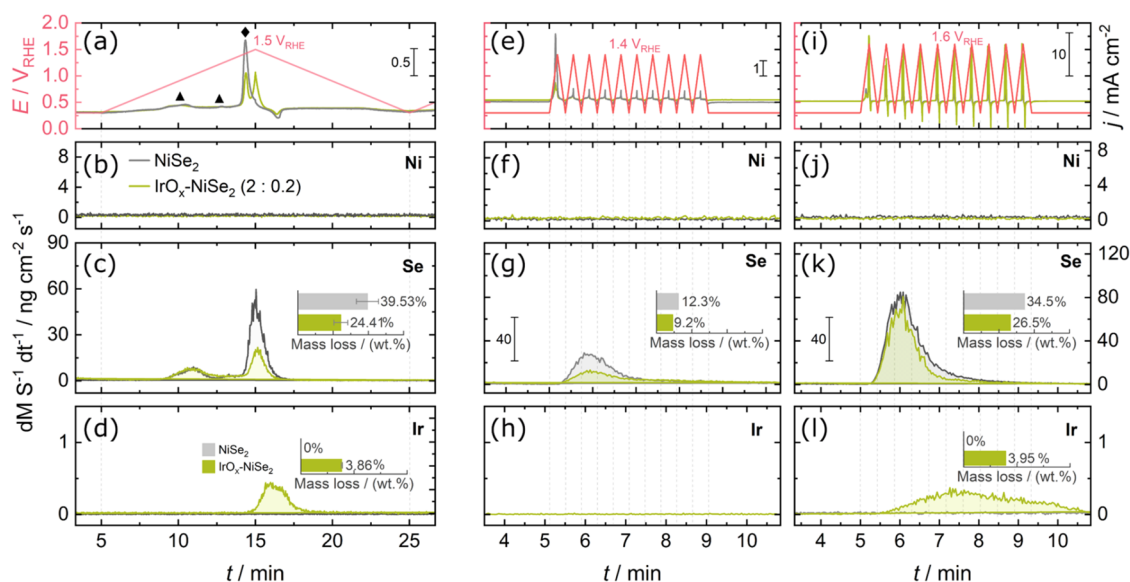 (a)
1.5 V_RHE
0.5
E / V_RHE
2.0
1.5
1.0
0.5
0.0
(e)
1.4 V_RHE
1
(i)
1.6 V_RHE
10
j / mA cm⁻²
(b)
Ni
NiSe₂
IrOₓ-NiSe₂ (2 : 0.2)
8
4
0
(f)
Ni
(j)
Ni
8
4
0
dM S⁻¹ dt⁻¹ / ng cm⁻² s⁻¹
(c)
Se
90
60
30
0
39.53%
24.41%
Mass loss / (wt.%)
(g)
Se
40
12.3%
9.2%
Mass loss / (wt.%)
(k)
Se
40
34.5%
26.5%
Mass loss / (wt.%)
120
80
40
0
(d)
Ir
1
0
NiSe₂
IrOₓ-NiSe₂
0%
3,86%
Mass loss / (wt.%)
(h)
Ir
(l)
Ir
0%
3,95%
Mass loss / (wt.%)
1
0
5 10 15 20 25
4 5 6 7 8 9 10
4 5 6 7 8 9 10
t / min
t / min
t / min